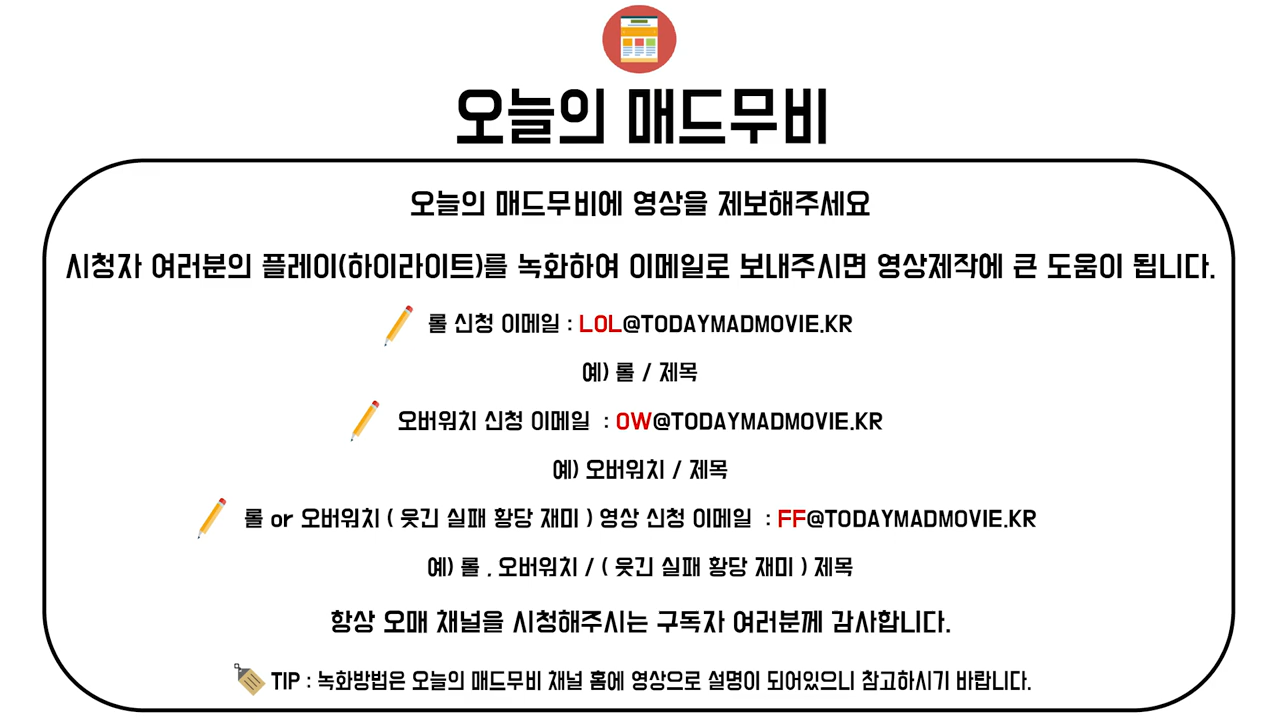 오늘의 매드무비
오늘의 매드무비에 영상을 제보해주세요
시청자 여러분의 플레이(하이라이트)를 녹화하여 이메일로 보내주시면 영상제작에 큰 도움이 됩니다.
롤 신청 이메일 : LOL@TODAYMADMOVIE.KR
예) 롤 / 제목
오버워치 신청 이메일 : OW@TODAYMADMOVIE.KR
예) 오버워치 / 제목
롤 or 오버워치 ( 웃긴 실패 황당 재미 ) 영상 신청 이메일 : FF@TODAYMADMOVIE.KR
예) 롤 . 오버워치 / ( 웃긴 실패 황당 재미 ) 제목
항상 오매 채널을 시청해주시는 구독자 여러분께 감사합니다.
TIP : 녹화방법은 오늘의 매드무비 채널 홈에 영상으로 설명이 되어있으니 참고하시기 바랍니다.